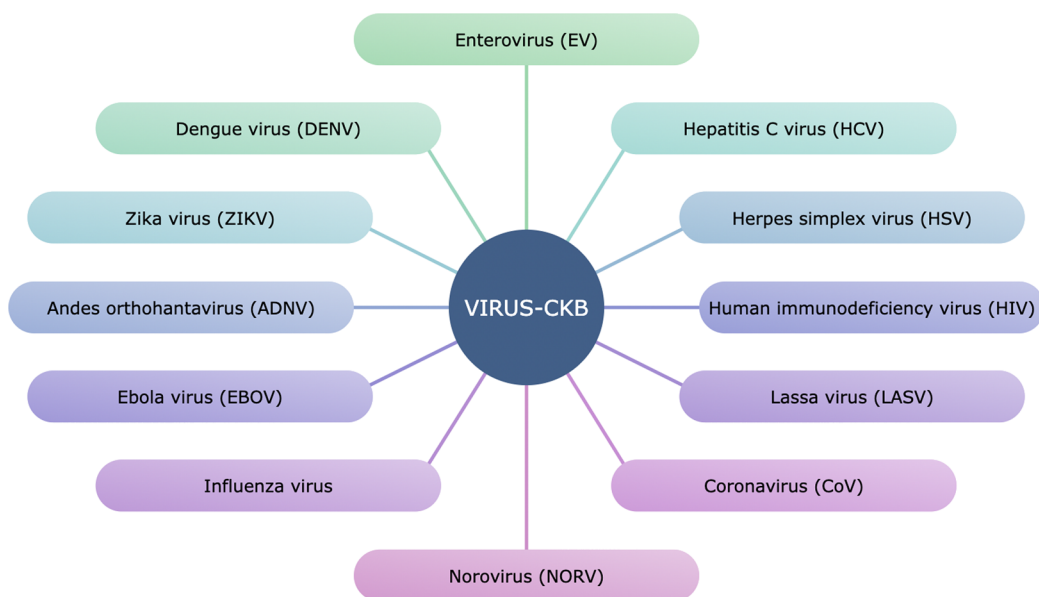 Enterovirus (EV)
Dengue virus (DENV)
Hepatitis C virus (HCV)
Zika virus (ZIKV)
Herpes simplex virus (HSV)
Andes orthohantavirus (ADNV)
VIRUS-CKB
Human immunodeficiency virus (HIV)
Ebola virus (EBOV)
Lassa virus (LASV)
Influenza virus
Coronavirus (CoV)
Norovirus (NORV)